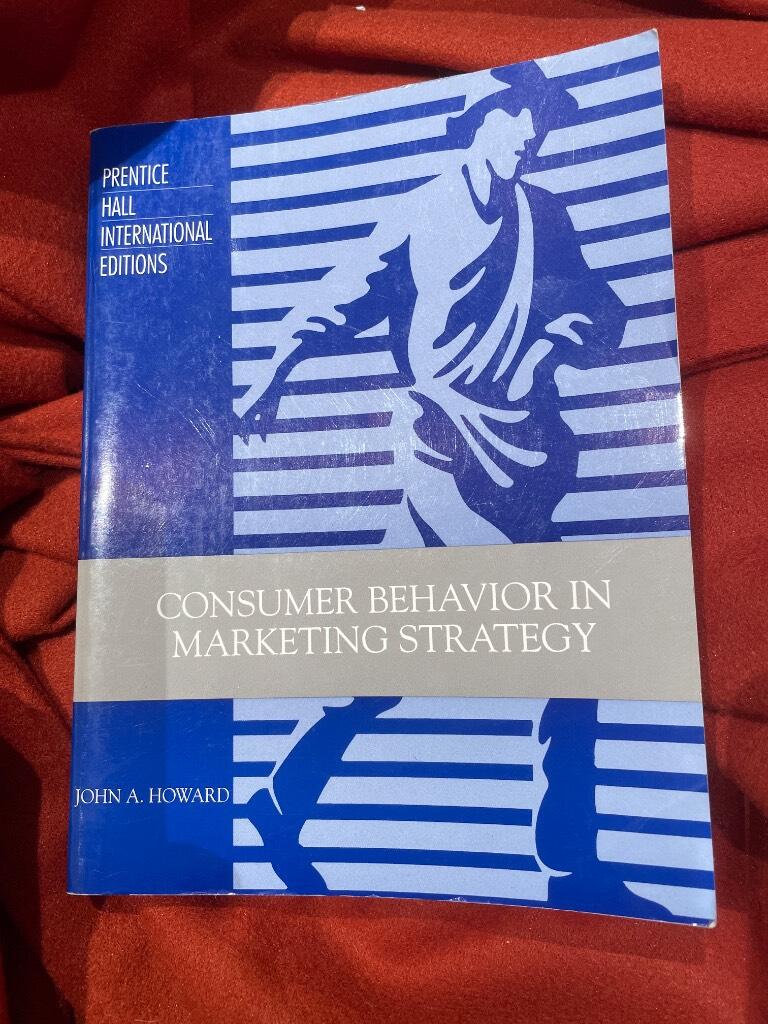 PRENTICE
HALL
INTERNATIONAL
EDITIONS
CONSUMER BEHAVIOR IN
MARKETING STRATEGY
JOHN A. HOWARD